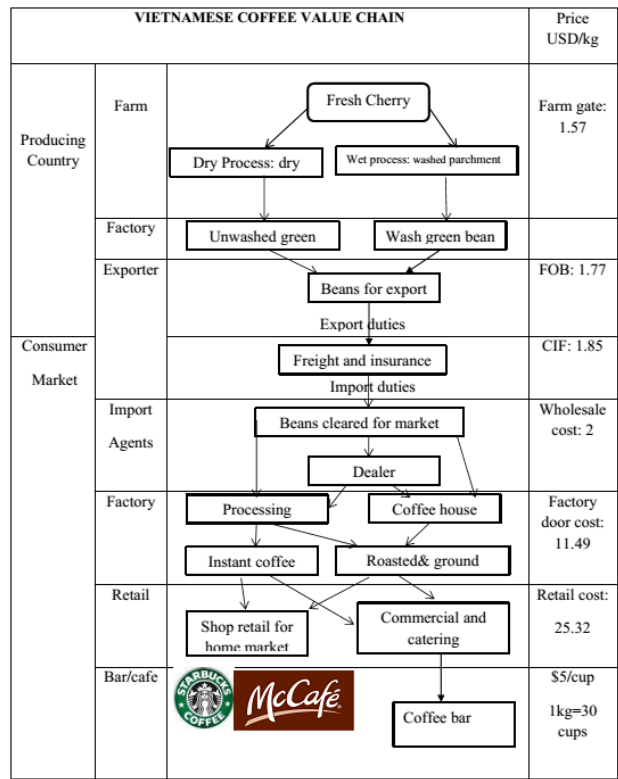 VIETNAMESE COFFEE VALUE CHAIN
Price
USD/kg
Producing
Country
Farm
Fresh Cherry
Dry Process: dry
Wet process: washed parchment
Farm gate:
1.57
Factory
Unwashed green
Wash green bean
Exporter
Beans for export
Export duties
FOB: 1.77
Consumer
Market
Freight and insurance
Import duties
CIF: 1.85
Import
Agents
Beans cleared for market
Dealer
Wholesale
cost: 2
Factory
Processing
Coffee house
Instant coffee
Roasted& ground
Factory
door cost:
11.49
Retail
Shop retail for
home market
Commercial and
catering
Retail cost:
25.32
Bar/cafe
STARBUCKS
COFFEE
McCafé
Coffee bar
$5/cup
1kg=30
cups